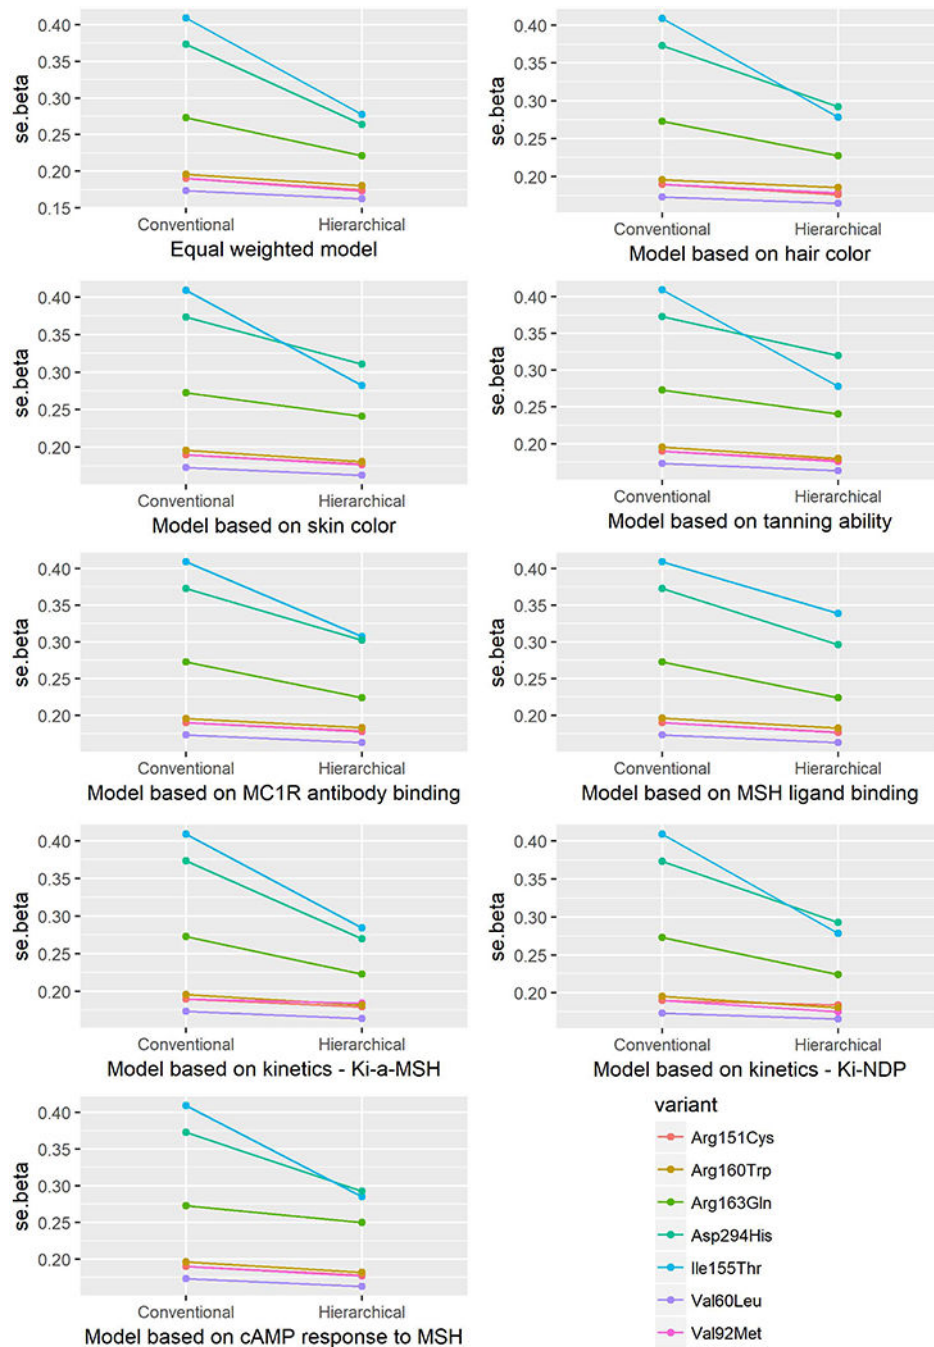 se.beta
0.40
0.35
0.30
0.25
0.20
0.15
Conventional Hierarchical
Equal weighted model
se.beta
0.40
0.35
0.30
0.25
0.20
Conventional Hierarchical
Model based on hair color
se.beta
0.40
0.35
0.30
0.25
0.20
Conventional Hierarchical
Model based on skin color
se.beta
0.40
0.35
0.30
0.25
0.20
Conventional Hierarchical
Model based on tanning ability
se.beta
0.40
0.35
0.30
0.25
0.20
Conventional Hierarchical
Model based on MC1R antibody binding
se.beta
0.40
0.35
0.30
0.25
0.20
Conventional Hierarchical
Model based on MSH ligand binding
se.beta
0.40
0.35
0.30
0.25
0.20
Conventional Hierarchical
Model based on kinetics - Ki-a-MSH
se.beta
0.40
0.35
0.30
0.25
0.20
Conventional Hierarchical
Model based on kinetics - Ki-NDP
se.beta
0.40
0.35
0.30
0.25
0.20
Conventional Hierarchical
Model based on cAMP response to MSH
variant
Arg151Cys
Arg160Trp
Arg163Gln
Asp294His
Ile155Thr
Val60Leu
Val92Met